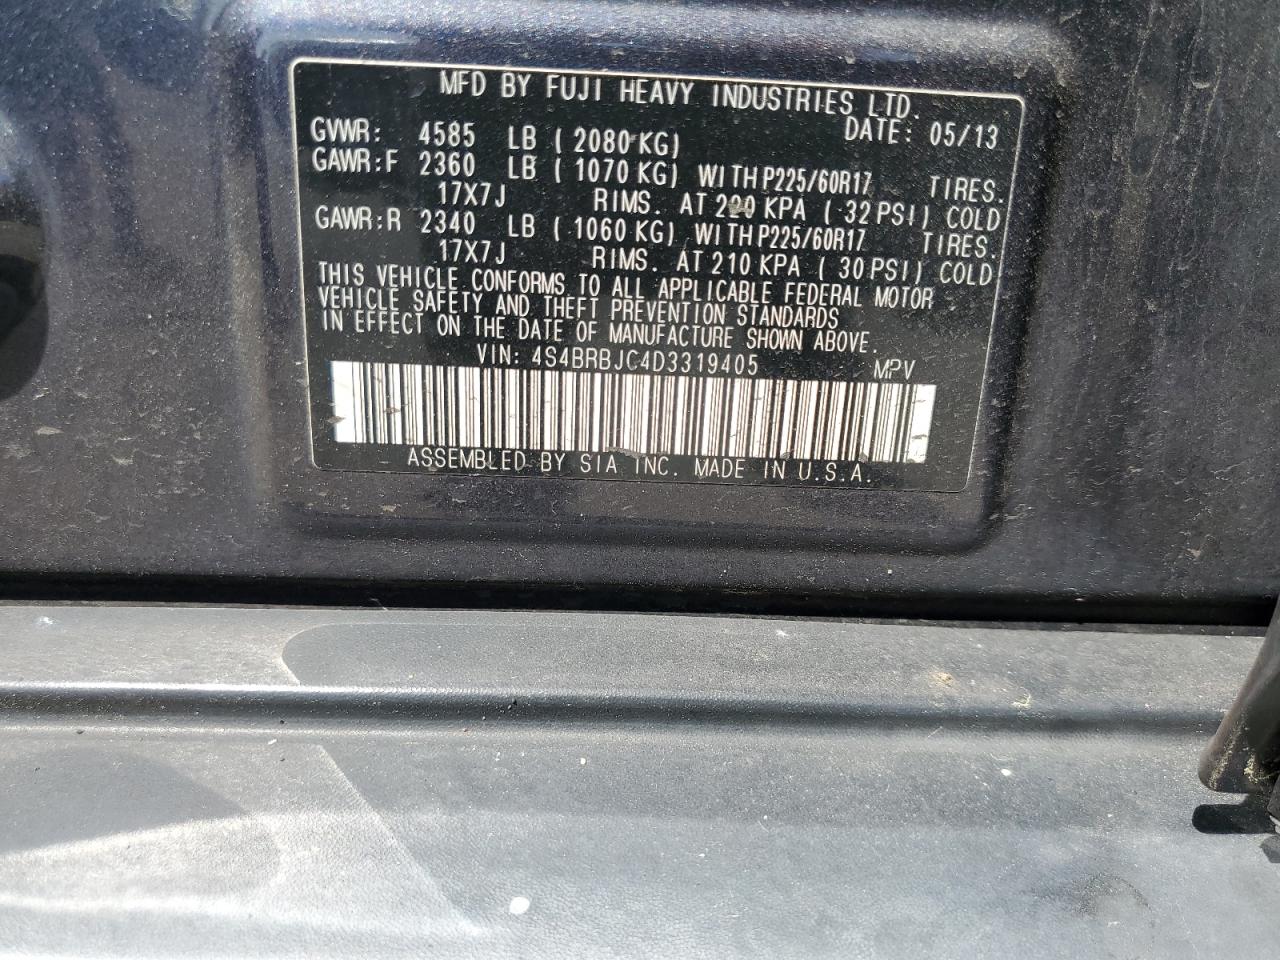 MFD BY FUJI HEAVY INDUSTRIES LTD.
DATE: 05/13
GVWR: 4585 LB ( 2080 KG)
GAWR:F 2360 LB ( 1070 KG) WITH P225/60R17 TIRES.
17X7J RIMS. AT 220 KPA ( 32 PSI) COLD
GAWR:R 2340 LB ( 1060 KG) WITH P225/60R17 TIRES.
17X7J RIMS. AT 210 KPA ( 30 PSI) COLD
THIS VEHICLE CONFORMS TO ALL APPLICABLE FEDERAL MOTOR
VEHICLE SAFETY AND THEFT PREVENTION STANDARDS
IN EFFECT ON THE DATE OF MANUFACTURE SHOWN ABOVE.
VIN: 4S4BRBJC4D3319405 MPV
ASSEMBLED BY SIA INC. MADE IN U.S.A.